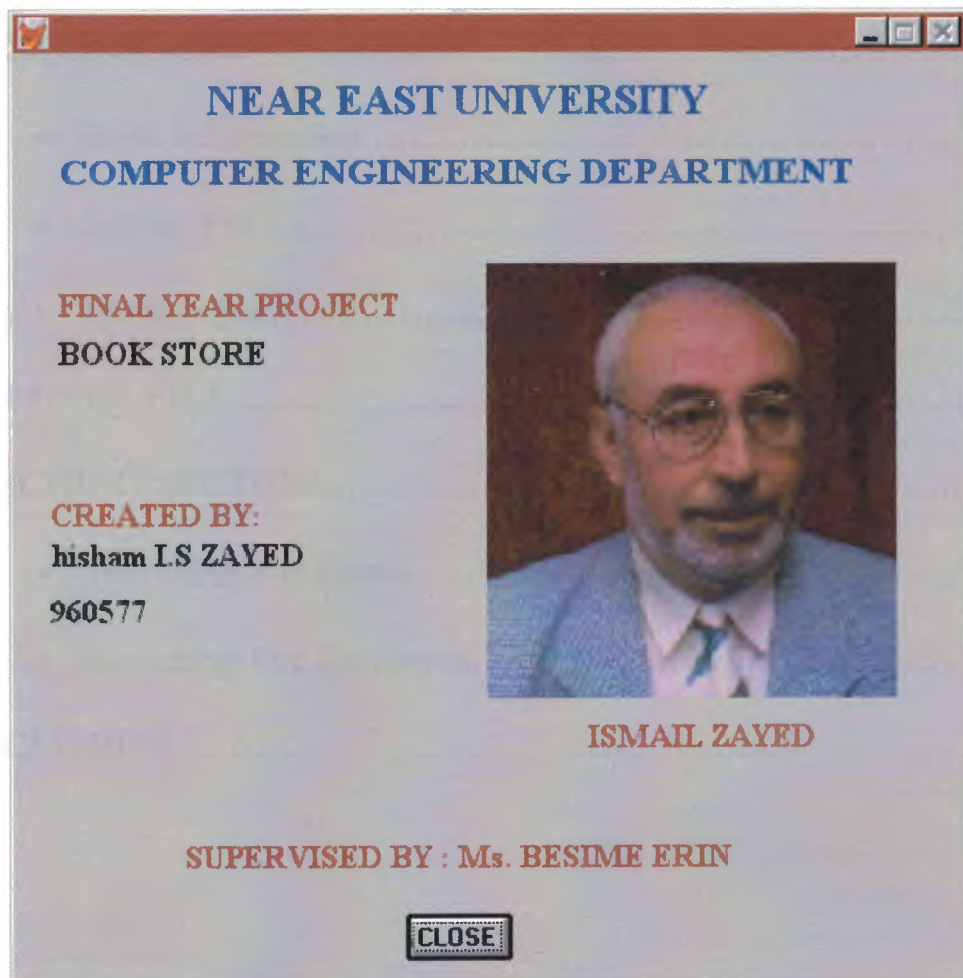 NEAR EAST UNIVERSITY
COMPUTER ENGINEERING DEPARTMENT
FINAL YEAR PROJECT
BOOK STORE
CREATED BY:
hisham I.S ZAYED
960577
ISMAIL ZAYED
SUPERVISED BY : Ms. BESIME ERIN
CLOSE